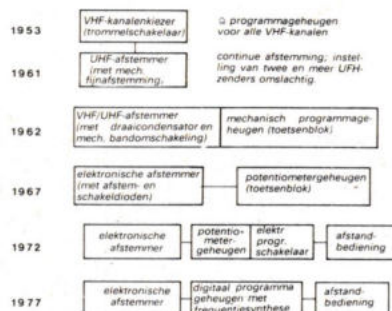 1953
VHF-kanalenkiezer
(trommelschakelaar)
programmageheugen
voor alle VHF-kanalen
1961
UHF-afstemmer
(met mech.
fijnafstemming.
continue afstemming; instel-
ling van twee en meer UFH-
zenders omslachtig.
1962
VHF/UHF-afstemmer
(met draaicondensator en
mech. bandomschakeling)
mechanisch programmage-
heugen (toetsenblok)
1967
elektronische afstemmer
(met afstem- en
schakeldioden)
potentiometergeheugen
(toetsenblok)
1972
elektronische
afstemmer
potentio-
meter-
geheugen
elektr
progr.
schakelaar
afstand-
bediening
1977
elektronische
afstemmer
digitaal programma
geheugen met
frequentiesynthese
afstand-
bediening